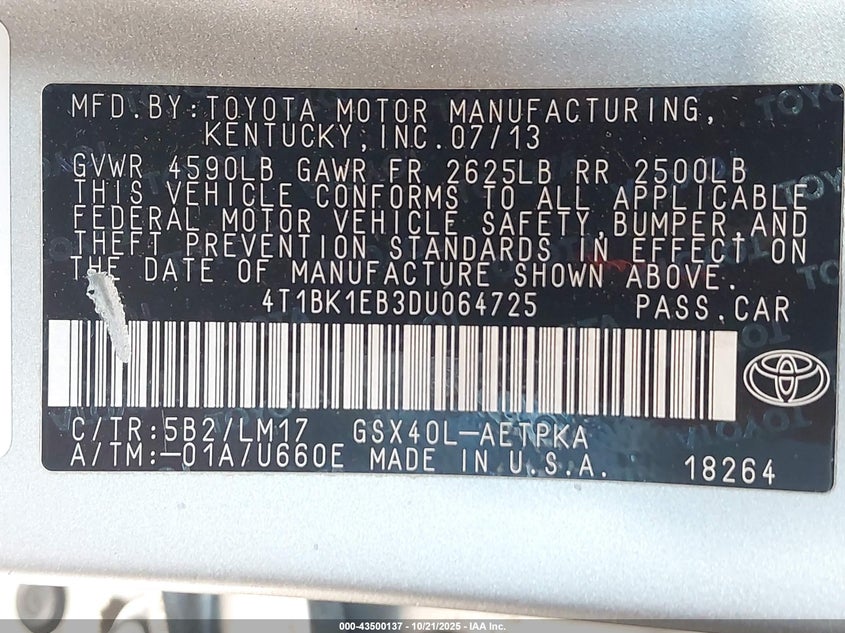 MFD.BY:TOYOTA MOTOR MANUFACTURING,
KENTUCKY,INC.07/13
GVWR 4590LB GAWR FR 2625LB RR 2500LB
THIS VEHICLE CONFORMS TO ALL APPLICABLE
FEDERAL MOTOR VEHICLE SAFETY,BUMPER,AND
THEFT PREVENTION STANDARDS IN EFFECT ON
THE DATE OF MANUFACTURE SHOWN ABOVE.
4T1BK1EB3DU064725 PASS.CAR
C/TR:5B2/LM17 GSX40L-AETPKA
A/TM:-01A/U660E MADE IN U.S.A. 18264
000-43500137 - 10/21/2025 - IAA Inc.